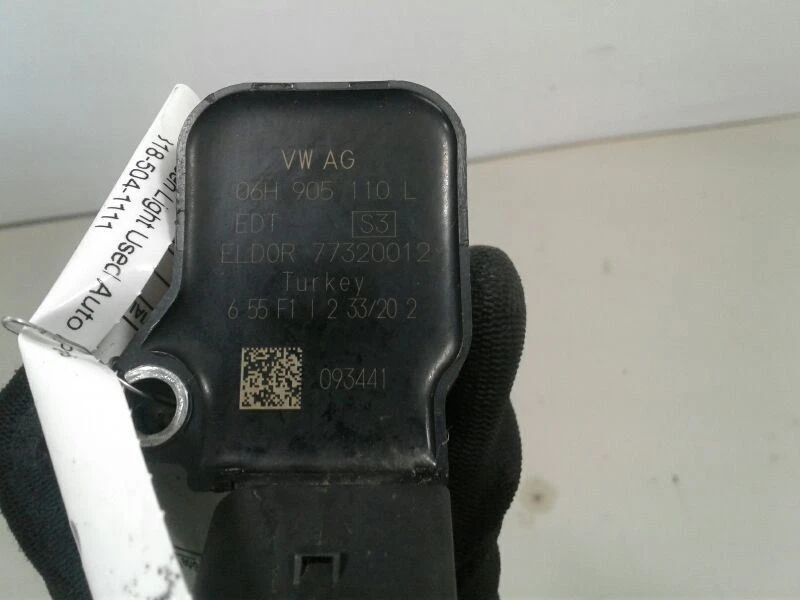 VW AG
06H 905 110 L
EDT S3
ELDOR 77320012
Turkey
6 55 F1 1 2 33/20 2
093441
Light Used Auto
318-504-1111